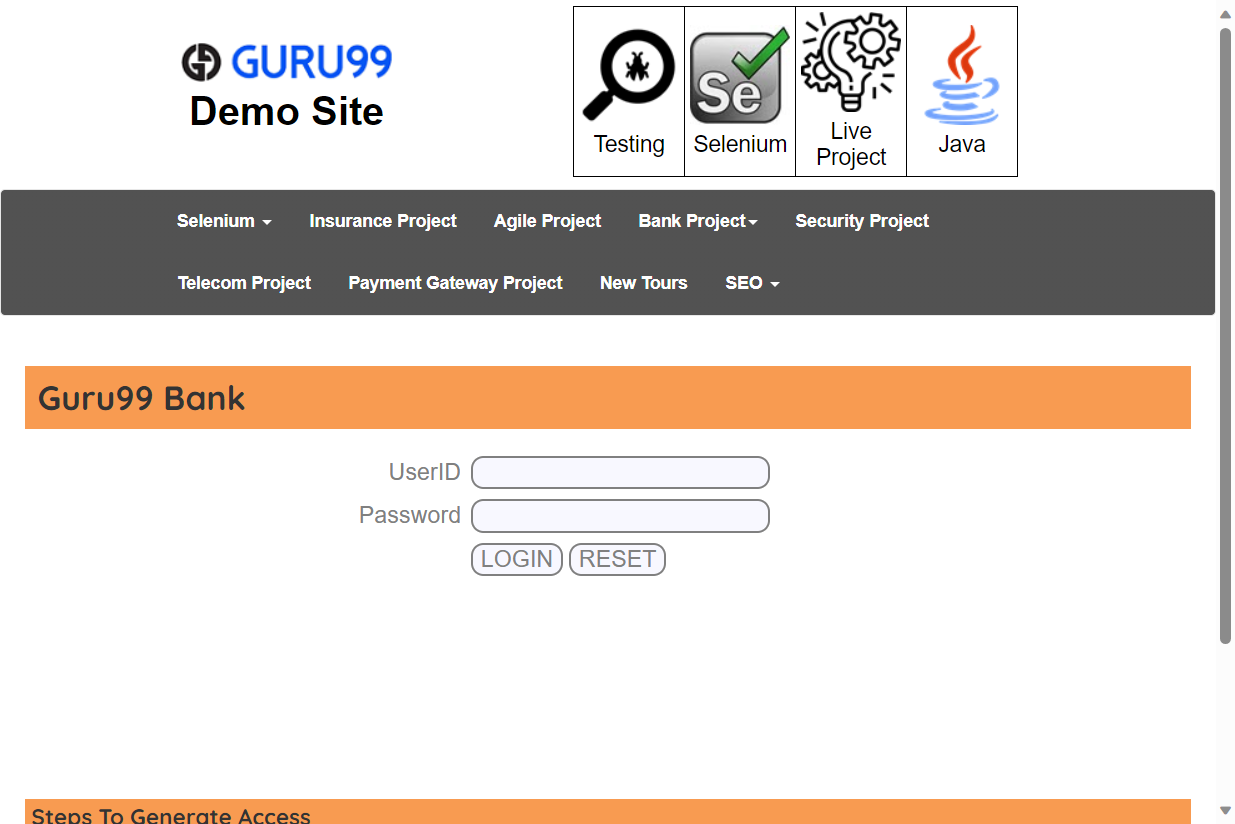 GURU99
Demo Site
Se
Testing
Selenium
Live
Project
Java
Selenium
Insurance Project
Agile Project
Bank Project
Security Project
Telecom Project
Payment Gateway Project
New Tours
SEO
Guru99 Bank
UserID
Password
LOGIN
RESET
Steps To Generate Access